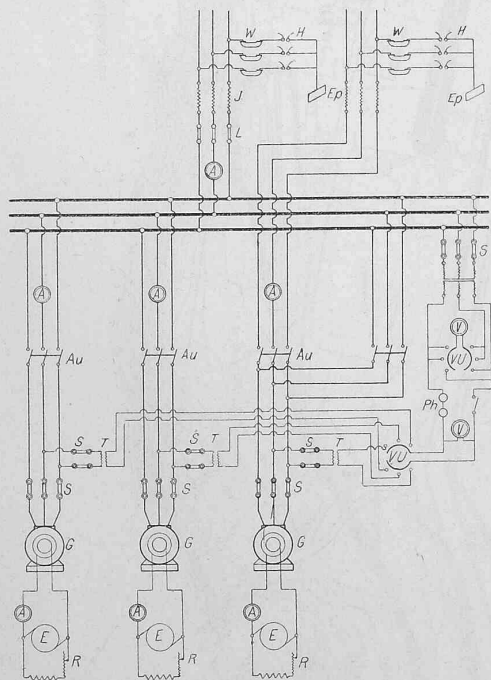 W H W H
J Ep Ep
L
A
S
A A A
V
Au Au Au VU
Ph
V
S T S T S T VU
S S S
G G G
A A A
E E E
R R R